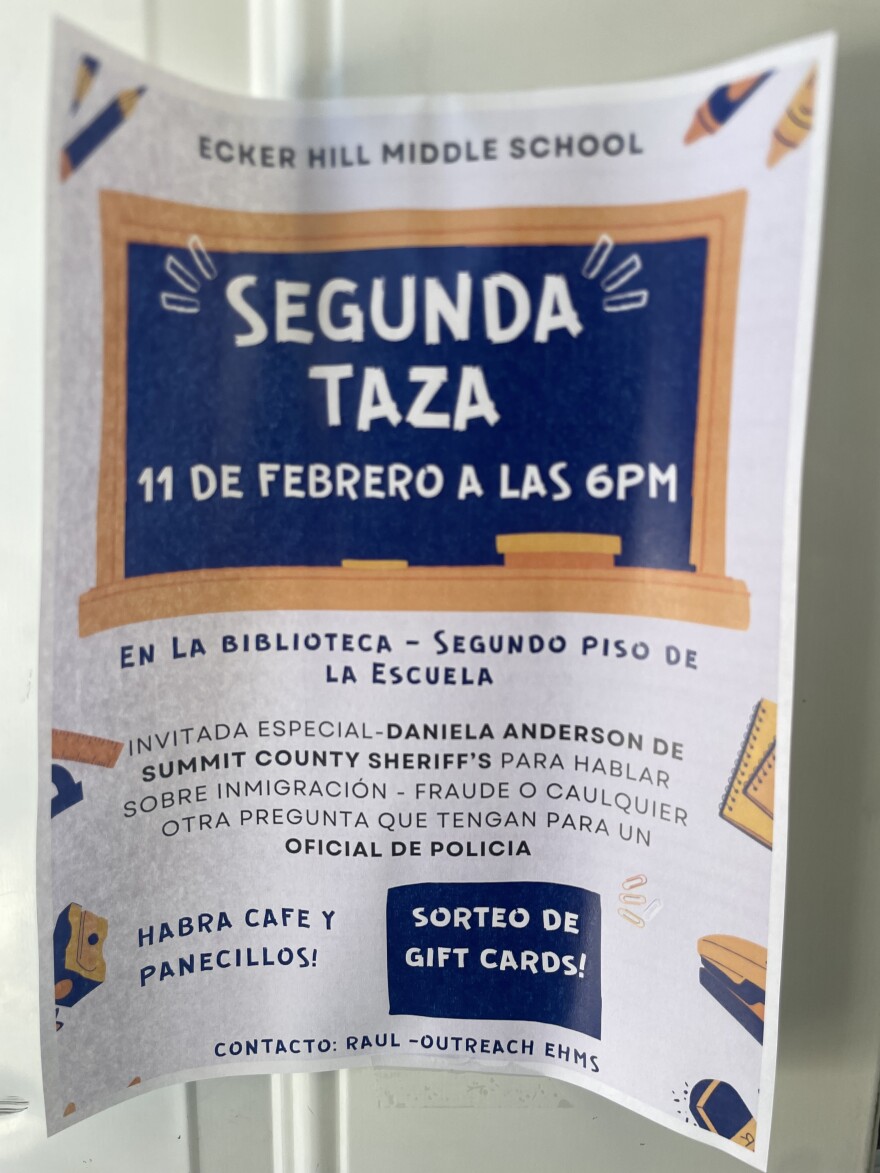 ECKER HILL MIDDLE SCHOOL
SEGUNDA
TAZA
11 DE FEBRERO A LAS 6PM
EN LA BIBLIOTECA - SEGUNDO PISO DE
LA ESCUELA
INVITADA ESPECIAL-DANIELA ANDERSON DE
SUMMIT COUNTY SHERIFF'S PARA HABLAR
SOBRE INMIGRACIÓN - FRAUDE O CAULQUIER
OTRA PREGUNTA QUE TENGAN PARA UN
OFICIAL DE POLICIA
HABRA CAFE Y
PANECILLOS!
SORTEO DE
GIFT CARDS!
CONTACTO: RAUL -OUTREACH EHMS